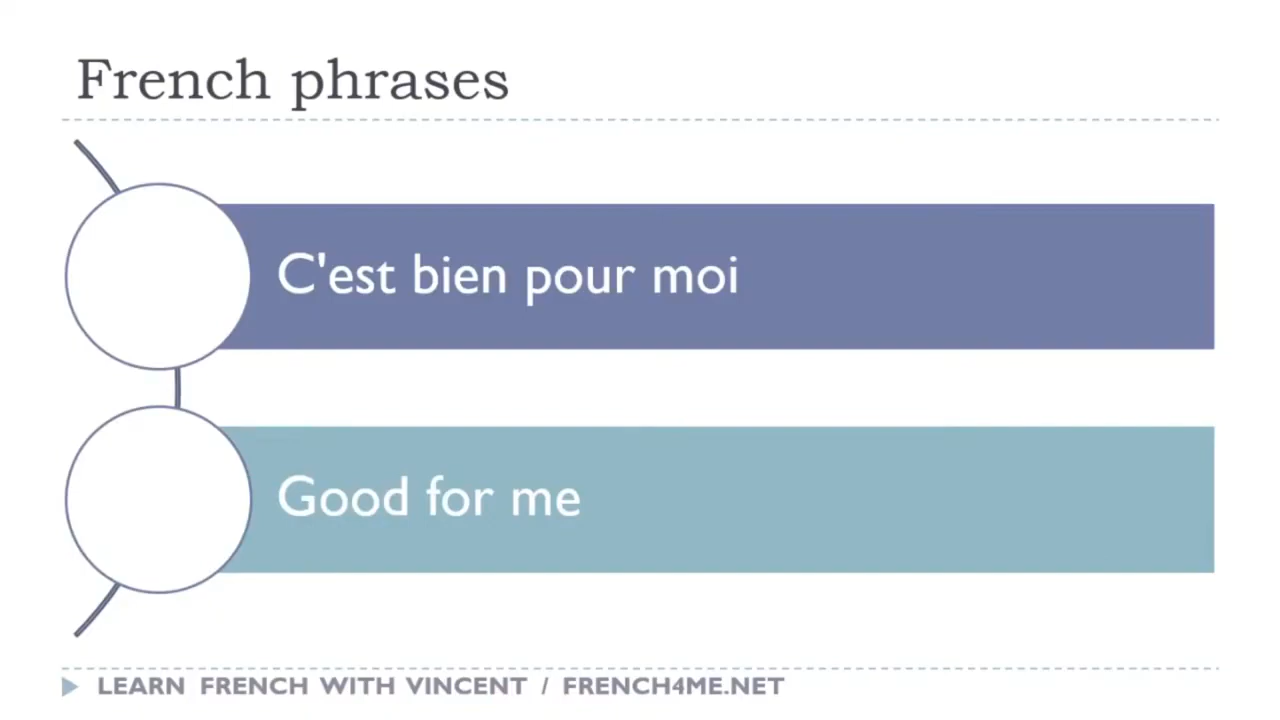 French phrases
C'est bien pour moi
Good for me
LEARN FRENCH WITH VINCENT / FRENCH4ME.NET